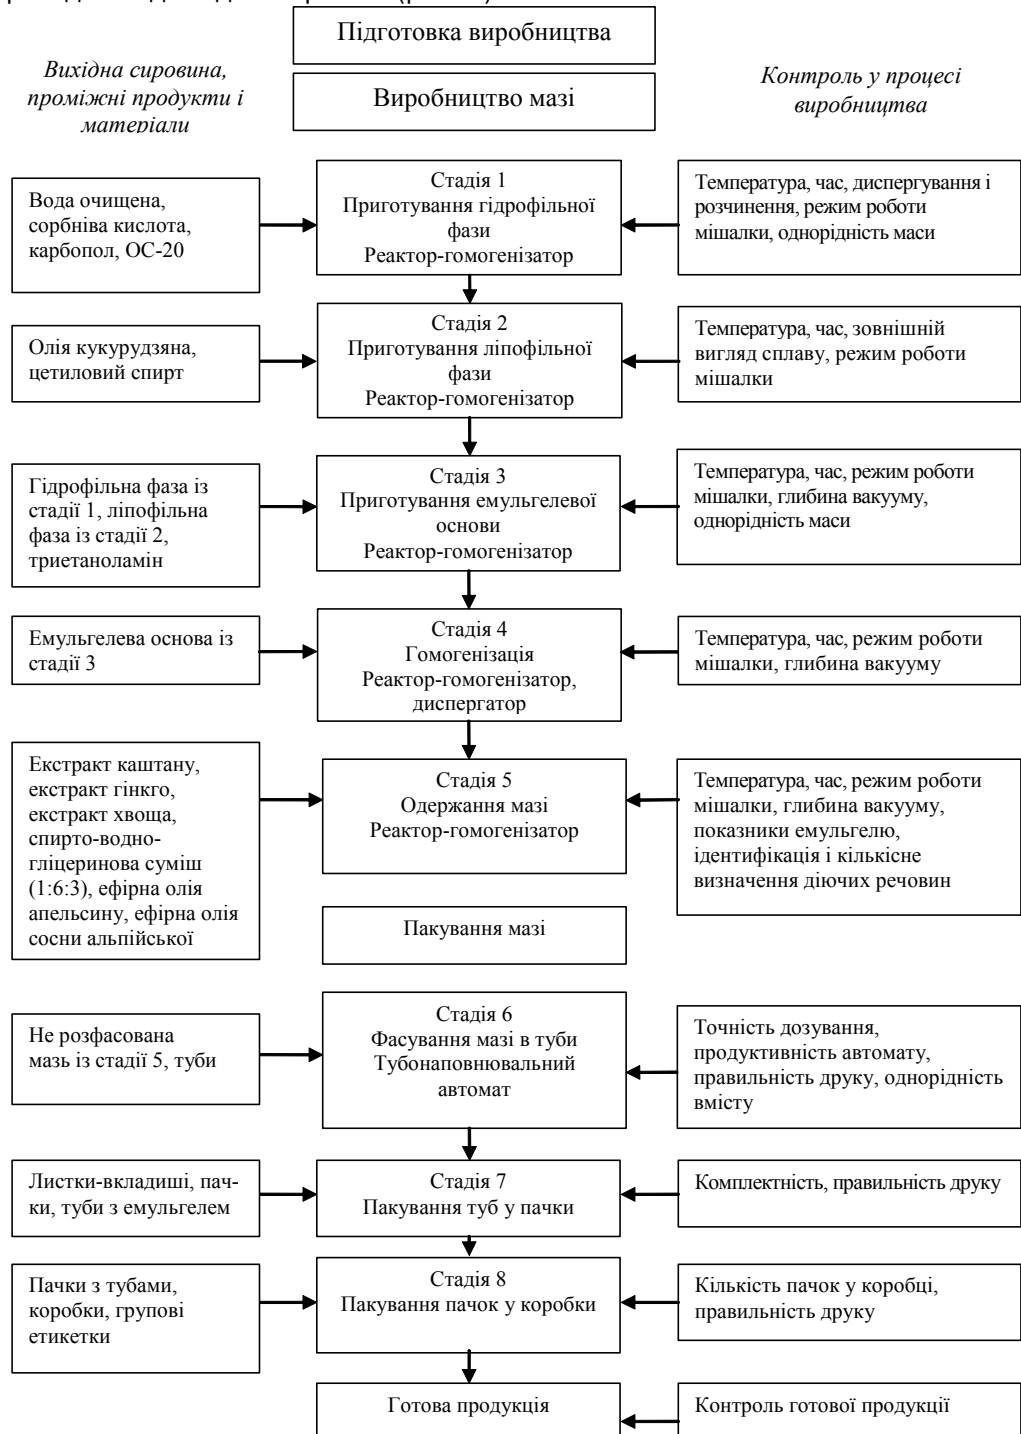 Підготовка виробництва
Вихідна сировина,
проміжні продукти і
матеріали
Виробництво мазі
Контроль у процесі
виробництва
Вода очищена,
сорбніва кислота,
карбопол, ОС-20
Стадія 1
Приготування гідрофільної
фази
Реактор-гомогенізатор
Температура, час, диспергування і
розчинення, режим роботи
мішалки, однорідність маси
Олія кукурудзяна,
цетиловий спирт
Стадія 2
Приготування ліпофільної
фази
Реактор-гомогенізатор
Температура, час, зовнішній
вигляд сплаву, режим роботи
мішалки
Гідрофільна фаза із
стадії 1, ліпофільна
фаза із стадії 2,
триетаноламін
Стадія 3
Приготування емульгелевої
основи
Реактор-гомогенізатор
Температура, час, режим роботи
мішалки, глибина вакууму,
однорідність маси
Емульгелева основа із
стадії 3
Стадія 4
Гомогенізація
Реактор-гомогенізатор,
диспергатор
Температура, час, режим роботи
мішалки, глибина вакууму
Екстракт каштану,
екстракт гінкго,
екстракт хвоща,
спирто-водно-
гліцеринова суміш
(1:6:3), ефірна олія
апельсину, ефірна олія
сосни альпійської
Стадія 5
Одержання мазі
Реактор-гомогенізатор
Температура, час, режим роботи
мішалки, глибина вакууму,
показники емульгелю,
ідентифікація і кількісне
визначення діючих речовин
Пакування мазі
Не розфасована
мазь із стадії 5, туби
Стадія 6
Фасування мазі в туби
Тубонаповнювальний
автомат
Точність дозування,
продуктивність автомату,
правильність друку, однорідність
вмісту
Листки-вкладиші, пач-
ки, туби з емульгелем
Стадія 7
Пакування туб у пачки
Комплектність, правильність друку
Пачки з тубами,
коробки, групові
етикетки
Стадія 8
Пакування пачок у коробки
Кількість пачок у коробці,
правильність друку
Готова продукція
Контроль готової продукції